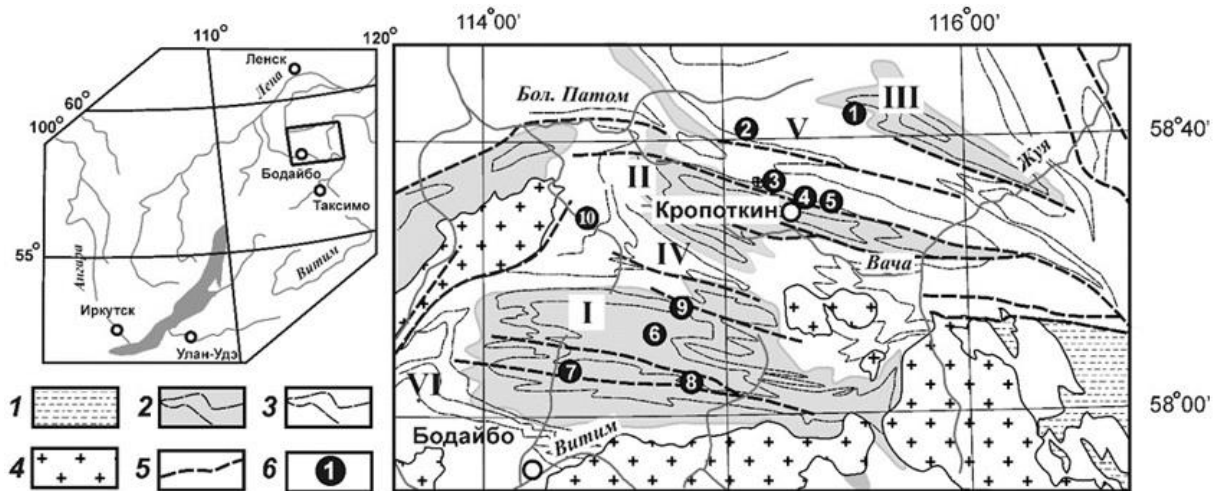 110°
120°
114°00'
116°00'
Ленск
Лена
60°
100°
Бодайбо
Таксимо
55°
Ангара
Витим
Иркутск
Улан-Удэ
Бол. Патом
III
1
2
V
58°40'
Жуя
II
3
4
5
Кропоткин
10
IV
Вача
I
9
6
7
8
VI
58°00'
Бодайбо
Витим
1
2
3
4
5
6
1